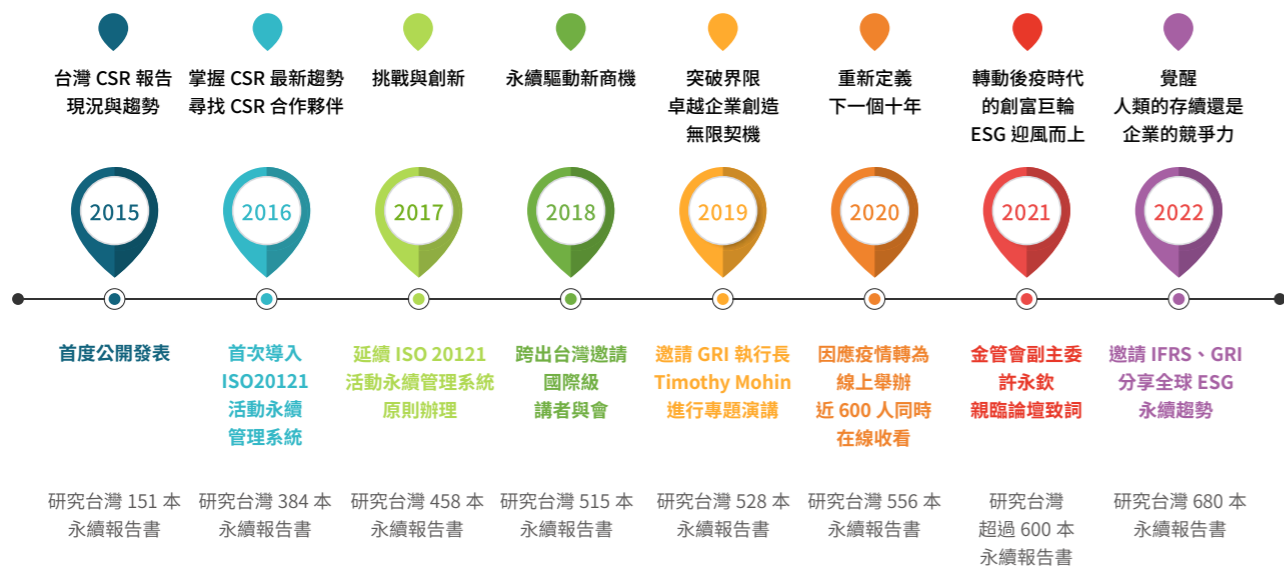 台灣 CSR 報告
現況與趨勢
掌握 CSR 最新趨勢
尋找 CSR 合作夥伴
挑戰與創新
永續驅動新商機
突破界限
卓越企業創造
無限契機
重新定義
下一個十年
轉動後疫時代
的創富巨輪
ESG 迎風而上
覺醒
人類的存續還是
企業的競爭力
2015
2016
2017
2018
2019
2020
2021
2022
首度公開發表
首次導入
ISO20121
活動永續
管理系統
延續 ISO 20121
活動永續管理系統
原則辦理
跨出台灣邀請
國際級
講者與會
邀請 GRI 執行長
Timothy Mohin
進行專題演講
因應疫情轉為
線上舉辦
近 600 人同時
在線收看
金管會副主委
許永欽
親臨論壇致詞
邀請 IFRS、GRI
分享全球 ESG
永續趨勢
研究台灣 151 本
永續報告書
研究台灣 384 本
永續報告書
研究台灣 458 本
永續報告書
研究台灣 515 本
永續報告書
研究台灣 528 本
永續報告書
研究台灣 556 本
永續報告書
研究台灣
超過 600 本
永續報告書
研究台灣 680 本
永續報告書